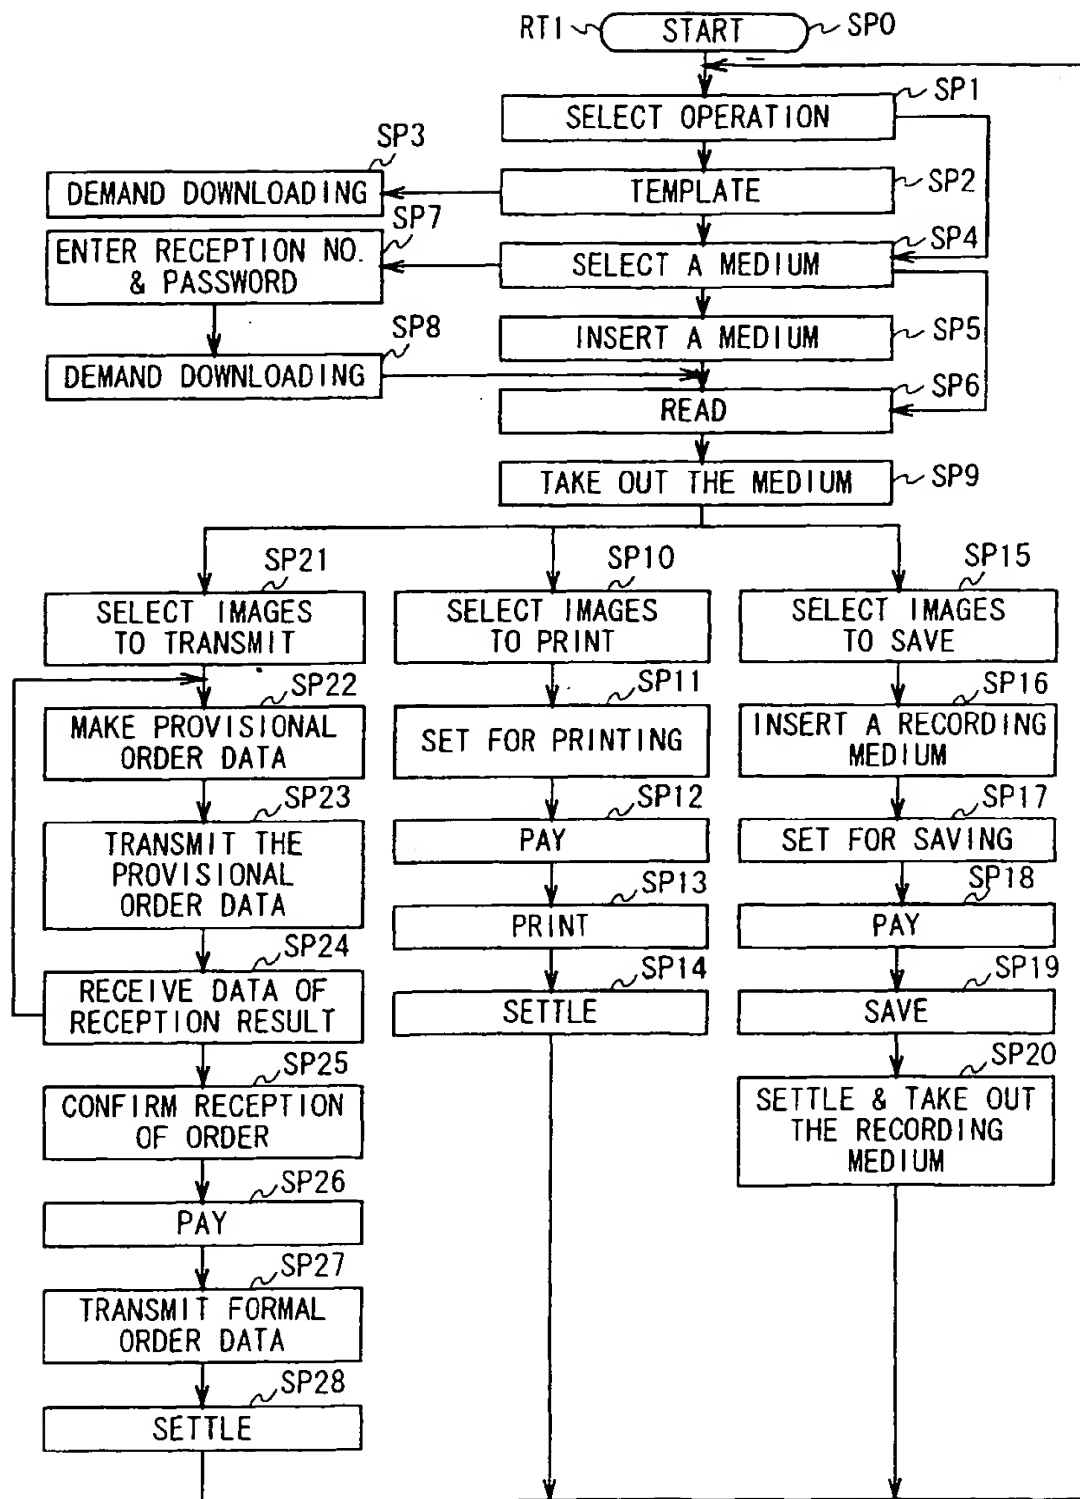 RT1 START SP0
SP1
SELECT OPERATION
SP3
DEMAND DOWNLOADING
TEMPLATE
SP2
SP7
ENTER RECEPTION NO.
& PASSWORD
SP4
SELECT A MEDIUM
SP5
INSERT A MEDIUM
SP8
DEMAND DOWNLOADING
SP6
READ
TAKE OUT THE MEDIUM
SP9
SP21
SELECT IMAGES
TO TRANSMIT
SP22
MAKE PROVISIONAL
ORDER DATA
SP23
TRANSMIT THE
PROVISIONAL
ORDER DATA
SP24
RECEIVE DATA OF
RECEPTION RESULT
SP25
CONFIRM RECEPTION
OF ORDER
SP26
PAY
SP27
TRANSMIT FORMAL
ORDER DATA
SP28
SETTLE
SP10
SELECT IMAGES
TO PRINT
SP11
SET FOR PRINTING
SP12
PAY
SP13
PRINT
SP14
SETTLE
SP15
SELECT IMAGES
TO SAVE
SP16
INSERT A RECORDING
MEDIUM
SP17
SET FOR SAVING
SP18
PAY
SP19
SAVE
SP20
SETTLE & TAKE OUT
THE RECORDING
MEDIUM